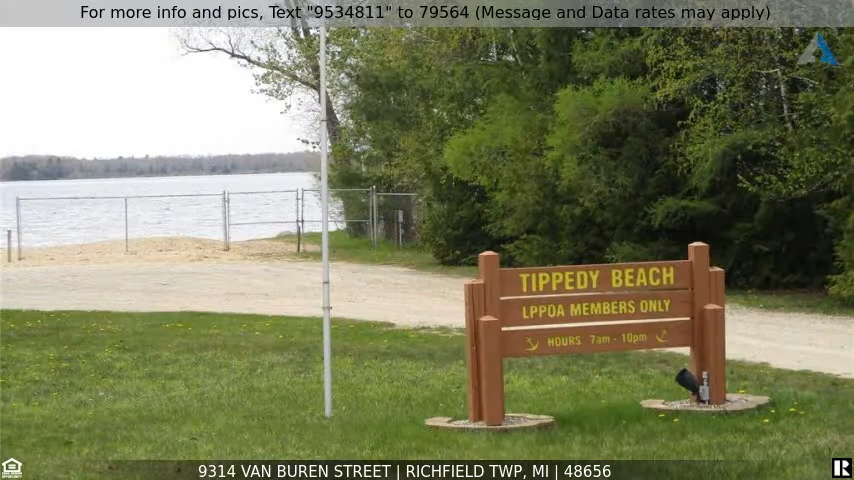 For more info and pics, Text "9534811" to 79564 (Message and Data rates may apply)
TIPPEDY BEACH
LPPOA MEMBERS ONLY
HOURS 7am - 10pm
9314 VAN BUREN STREET | RICHFIELD TWP, MI | 48656